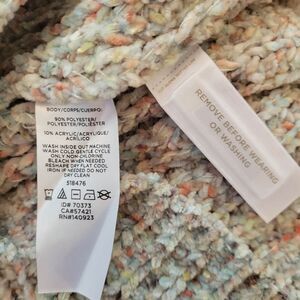 BODY/CORPS/CUERPO:
90% POLYESTER/
POLYESTER/POLIÉSTER
10% ACRYLIC/ACRYLIQUE/
ACRÍLICO
WASH INSIDE OUT MACHINE
WASH COLD GENTLE CYCLE
ONLY NON-CHLORINE
BLEACH WHEN NEEDED
RESHAPE DRY FLAT COOL
IRON IF NEEDED DO NOT
DRY CLEAN
518476
ID# 70373
CA#57421
RN#140923
REMOVE BEFORE WEARING
OR WASHING